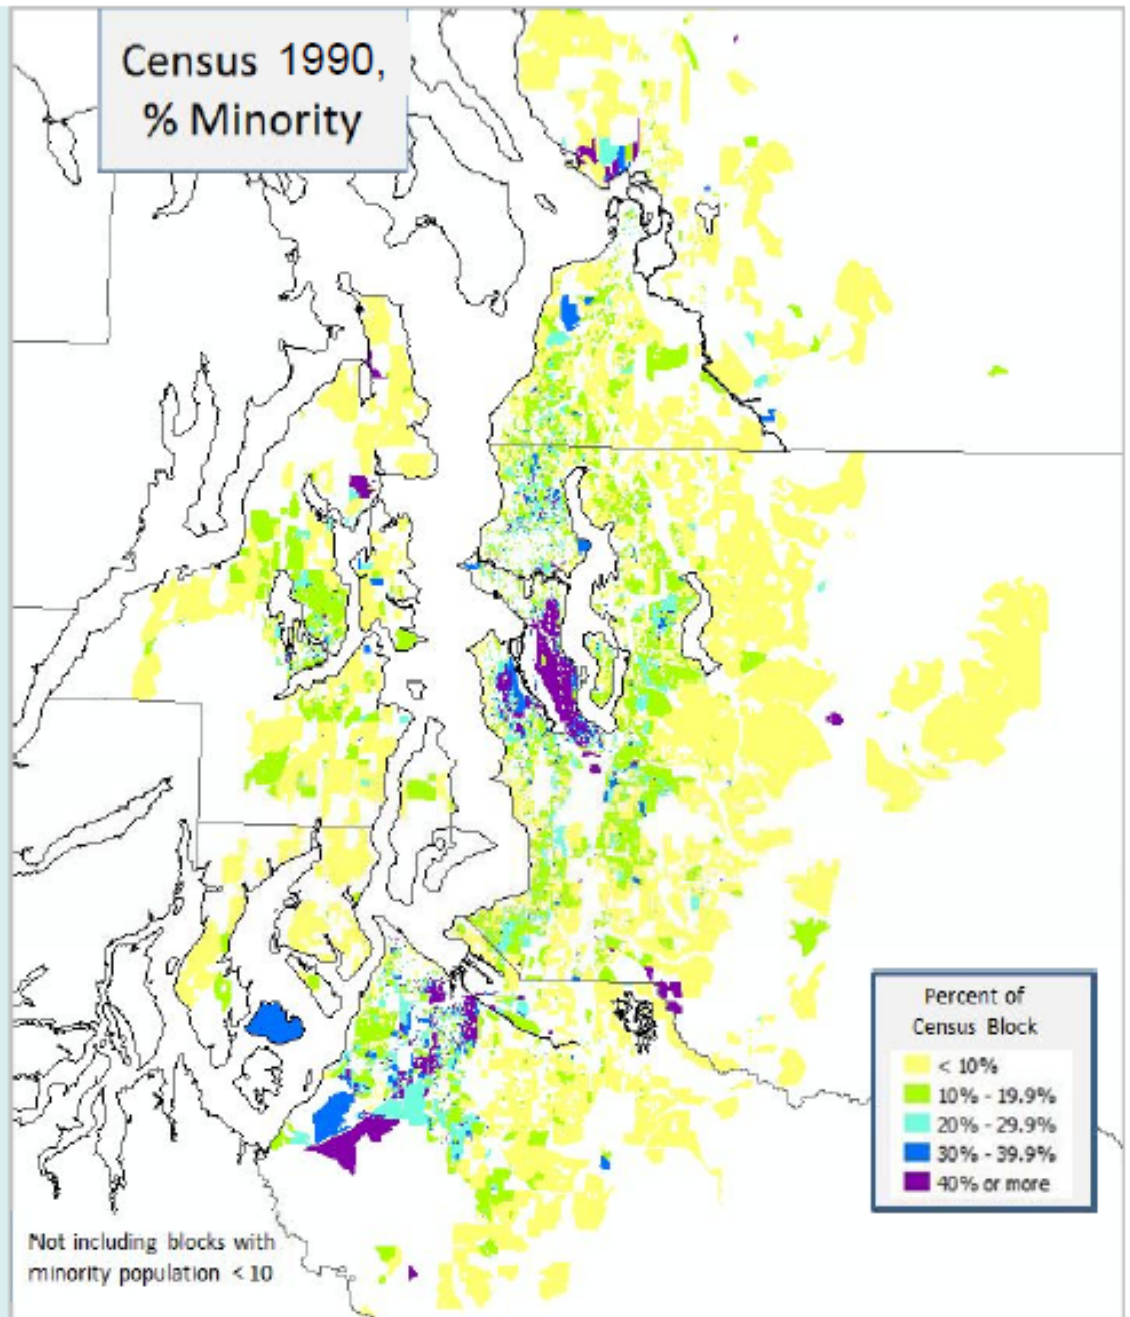 Census 1990,
% Minority
Percent of
Census Block
< 10%
10% - 19.9%
20% - 29.9%
30% - 39.9%
40% or more
Not including blocks with
minority population < 10